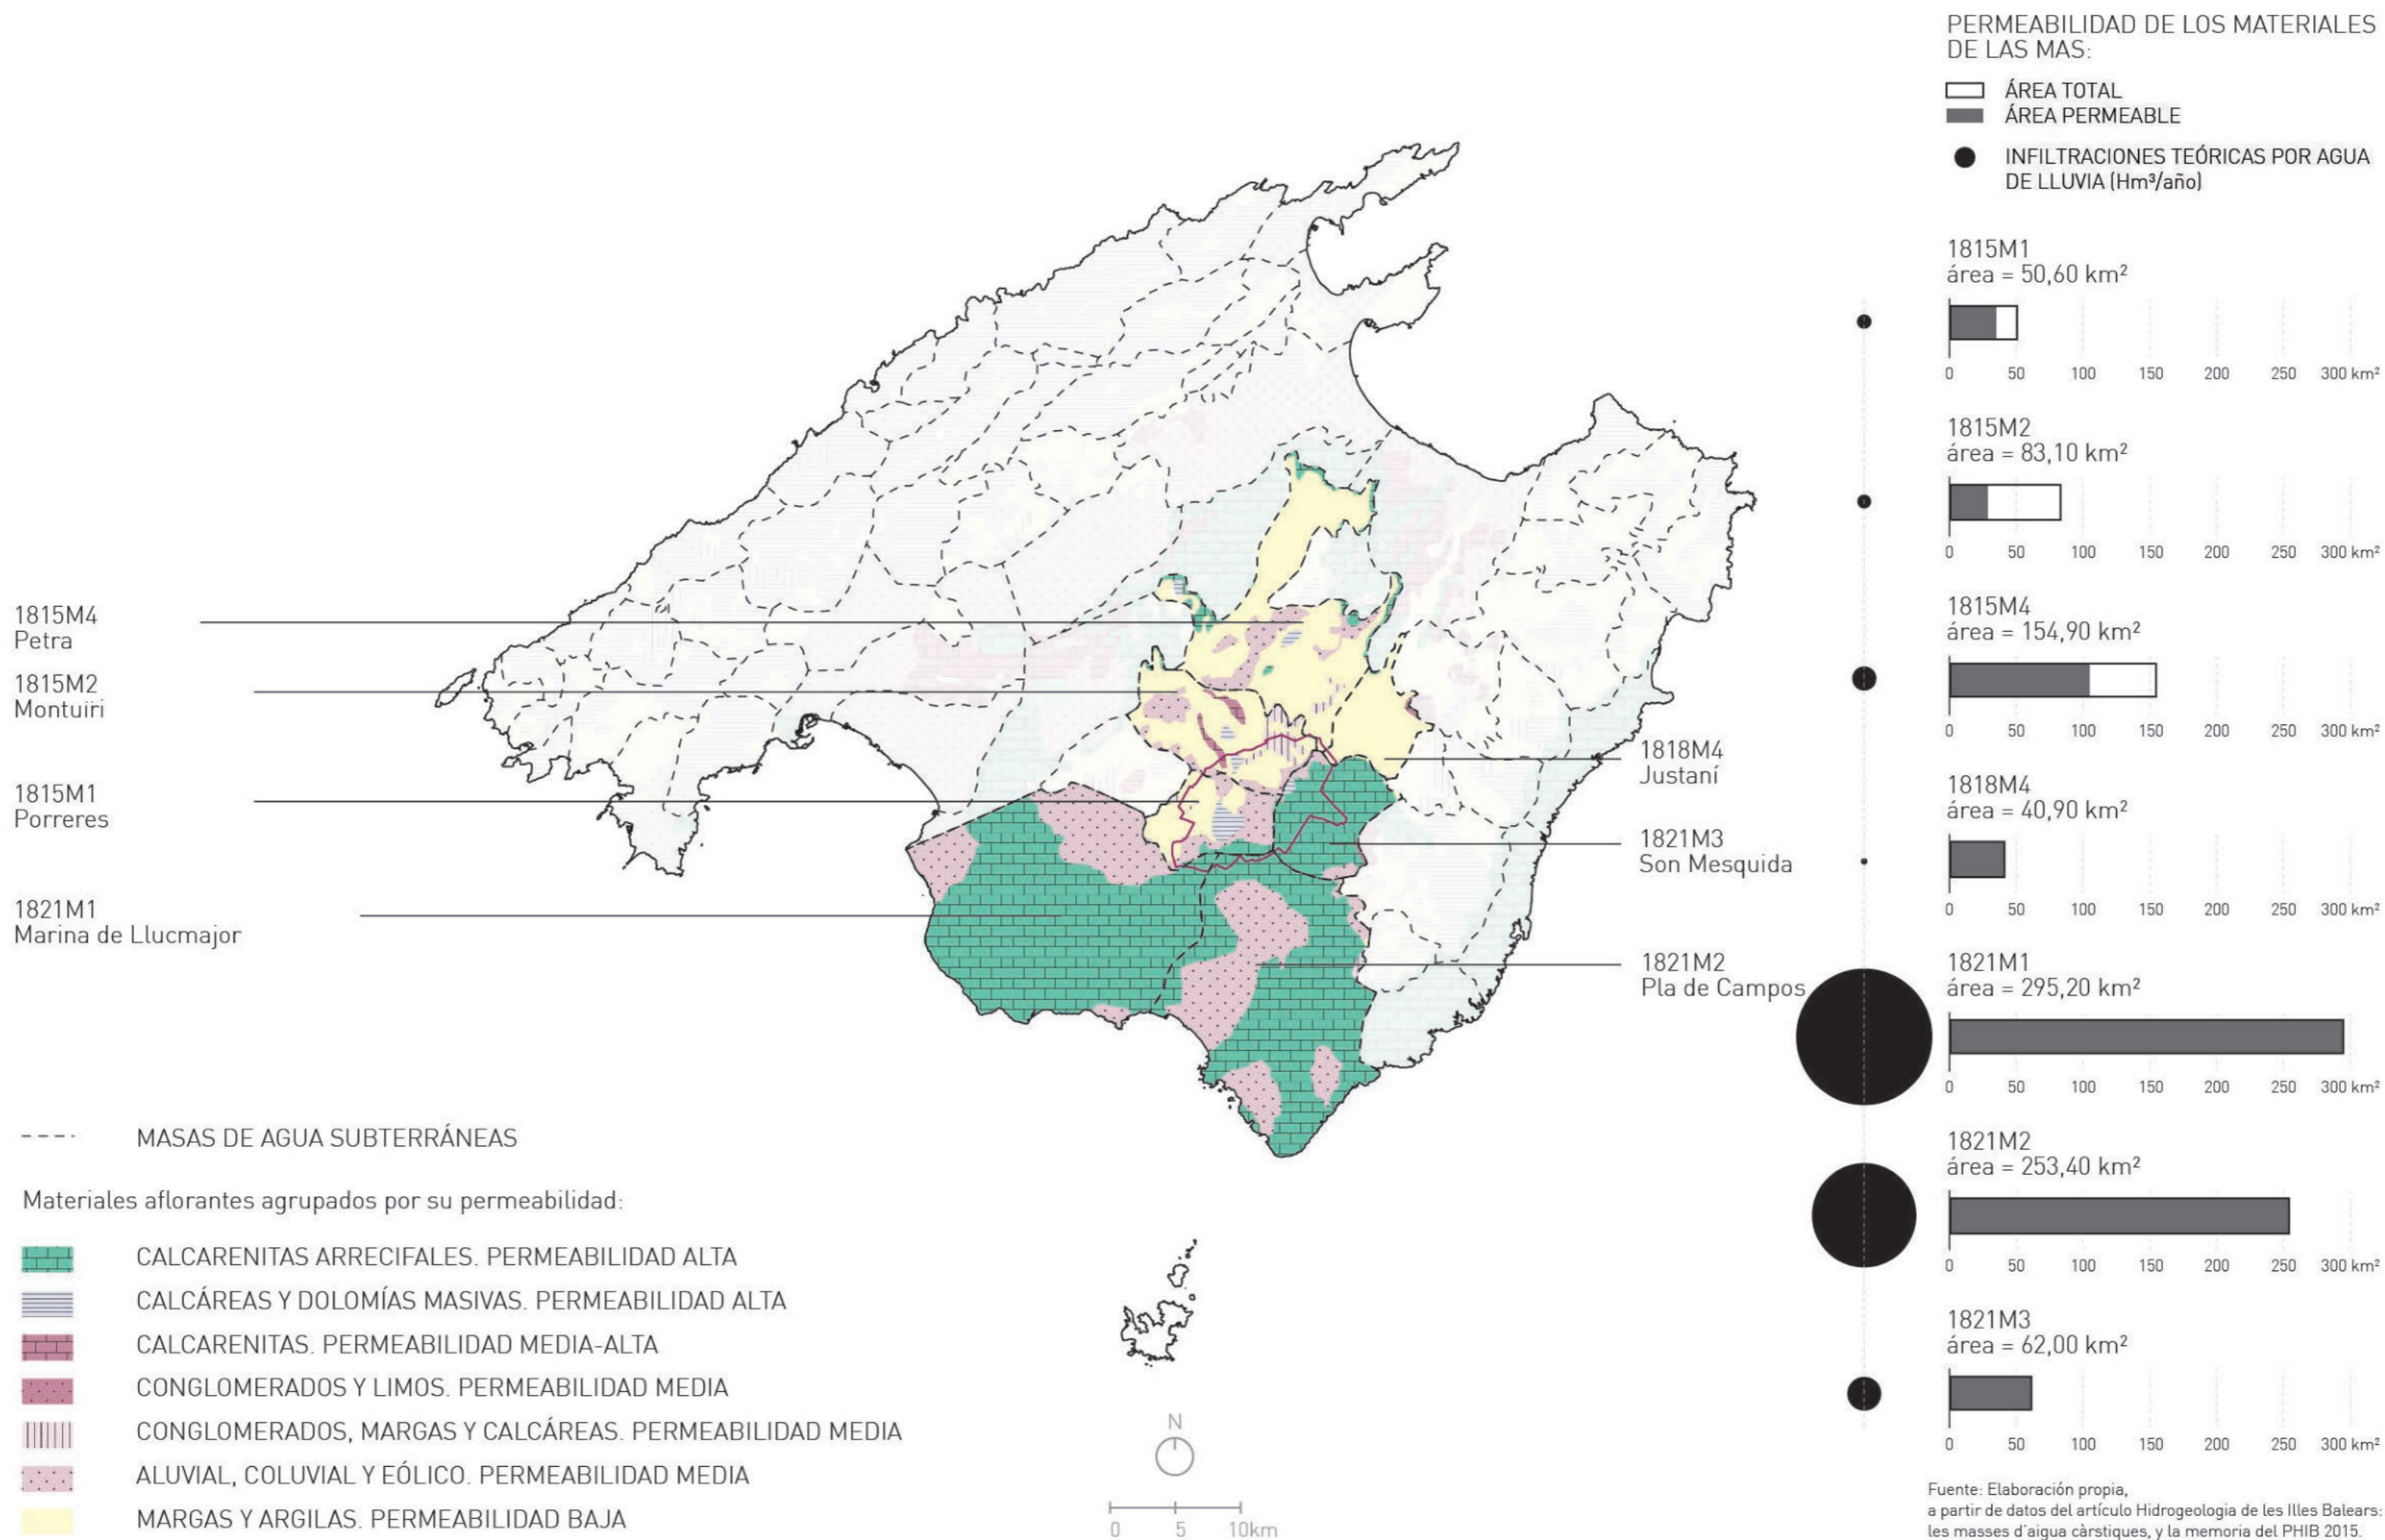 PERMEABILIDAD DE LOS MATERIALES
DE LAS MAS:
ÁREA TOTAL
ÁREA PERMEABLE
INFILTRACIONES TEÓRICAS POR AGUA
DE LLUVIA (Hm³/año)
1815M1
área = 50,60 km²
0 50 100 150 200 250 300 km²
1815M2
área = 83,10 km²
0 50 100 150 200 250 300 km²
1815M4
área = 154,90 km²
0 50 100 150 200 250 300 km²
1818M4
área = 40,90 km²
0 50 100 150 200 250 300 km²
1821M1
área = 295,20 km²
0 50 100 150 200 250 300 km²
1821M2
área = 253,40 km²
0 50 100 150 200 250 300 km²
1821M3
área = 62,00 km²
0 50 100 150 200 250 300 km²
Fuente: Elaboración propia,
a partir de datos del artículo Hidrogeologia de les Illes Balears:
les masses d'aigua càrstiques, y la memoria del PHIB 2015.
1815M4
Petra
1815M2
Montuïri
1815M1
Porreres
1821M1
Marina de Llucmajor
1818M4
Justaní
1821M3
Son Mesquida
1821M2
Pla de Campos
MASAS DE AGUA SUBTERRÁNEAS
Materiales aflorantes agrupados por su permeabilidad:
CALCARENITAS ARRECIFALES. PERMEABILIDAD ALTA
CALCÁREAS Y DOLOMÍAS MASIVAS. PERMEABILIDAD ALTA
CALCARENITAS. PERMEABILIDAD MEDIA-ALTA
CONGLOMERADOS Y LIMOS. PERMEABILIDAD MEDIA
CONGLOMERADOS, MARGAS Y CALCÁREAS. PERMEABILIDAD MEDIA
ALUVIAL, COLUVIAL Y EÓLICO. PERMEABILIDAD MEDIA
MARGAS Y ARGILAS. PERMEABILIDAD BAJA
N
0 5 10km